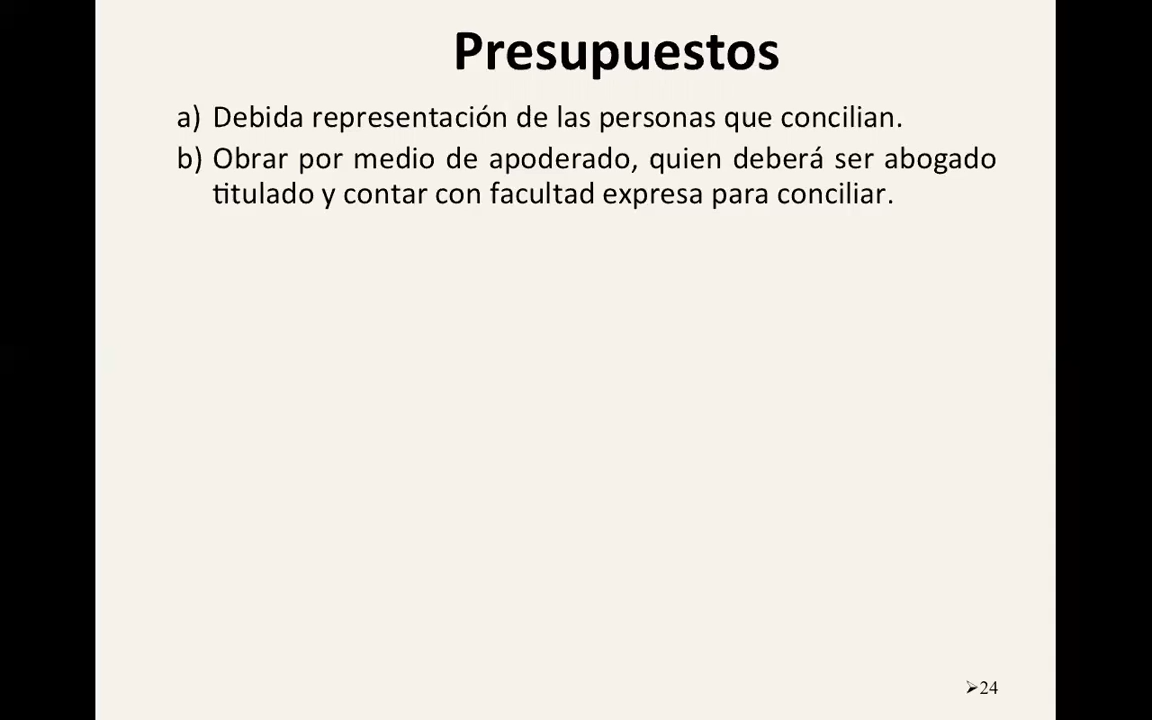 Presupuestos
a) Debida representación de las personas que concilian.
b) Obrar por medio de apoderado, quien deberá ser abogado
titulado y contar con facultad expresa para conciliar.
➢24